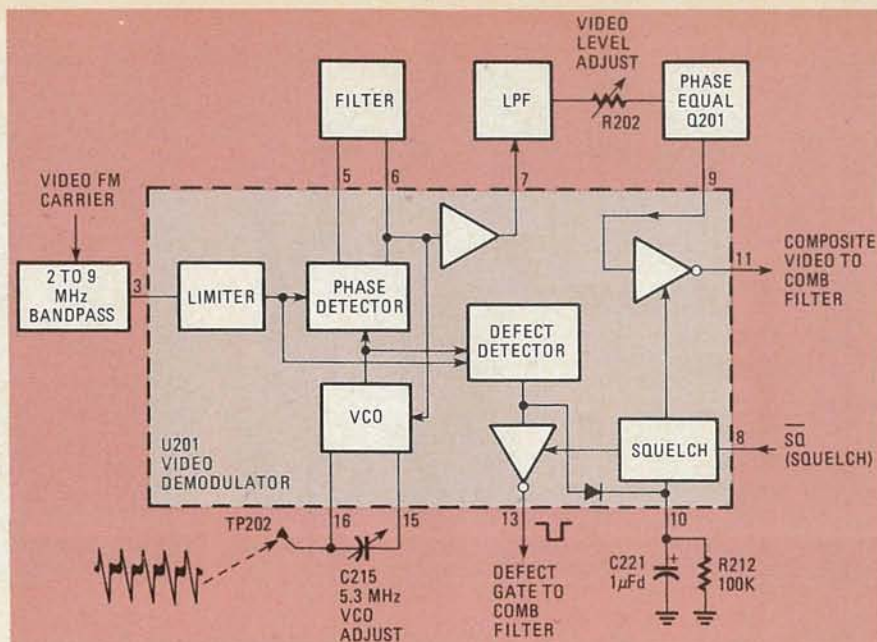 VIDEO
LEVEL
ADJUST
FILTER
LPF
R202
PHASE
EQUAL
Q201
5
6
7
9
VIDEO FM
CARRIER
2 TO 9
MHz
BANDPASS
3
LIMITER
PHASE
DETECTOR
DEFECT
DETECTOR
11
COMPOSITE
VIDEO TO
COMB
FILTER
VCO
SQUELCH
8
SQ
(SQUELCH)
U201
VIDEO
DEMODULATOR
16
15
13
10
TP202
C215
5.3 MHz
VCO
ADJUST
DEFECT
GATE TO
COMB
FILTER
C221
1µFd
+
R212
100K